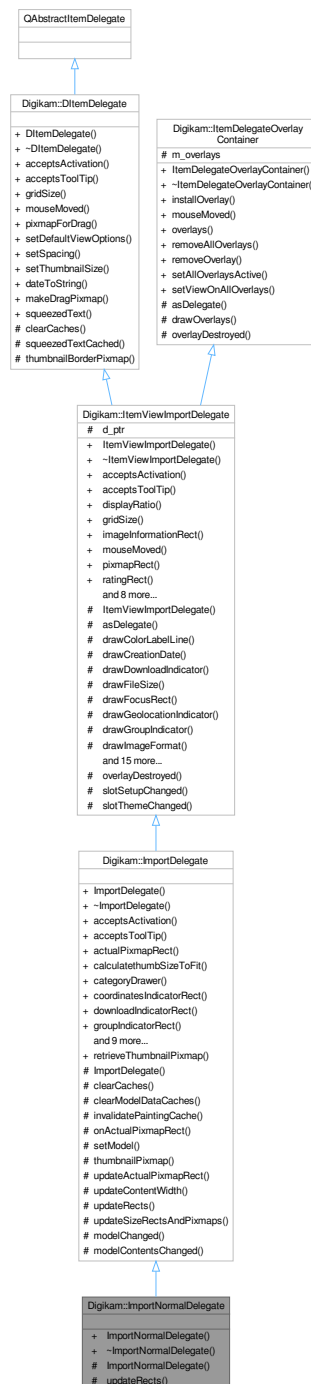 QAbstractItemDelegate
Digikam::DItemDelegate
+ DItemDelegate()
+ ~DItemDelegate()
+ acceptsActivation()
+ acceptsToolTip()
+ gridSize()
+ mouseMoved()
+ pixmapForDrag()
+ setDefaultViewOptions()
+ setSpacing()
+ setThumbnailSize()
+ dateToString()
+ makeDragPixmap()
+ squeezedText()
# clearCaches()
# squeezedTextCached()
# thumbnailBorderPixmap()
Digikam::ItemDelegateOverlay
Container
# m_overlays
+ ItemDelegateOverlayContainer()
+ ~ItemDelegateOverlayContainer()
+ installOverlay()
+ mouseMoved()
+ overlays()
+ removeAllOverlays()
+ removeOverlay()
+ setAllOverlaysActive()
+ setViewOnAllOverlays()
# asDelegate()
# drawOverlays()
# overlayDestroyed()
Digikam::ItemViewImportDelegate
# d_ptr
+ ItemViewImportDelegate()
+ ~ItemViewImportDelegate()
+ acceptsActivation()
+ acceptsToolTip()
+ displayRatio()
+ gridSize()
+ imageInformationRect()
+ mouseMoved()
+ pixmapRect()
+ ratingRect()
and 8 more...
# ItemViewImportDelegate()
# asDelegate()
# drawColorLabelLine()
# drawCreationDate()
# drawDownloadIndicator()
# drawFileSize()
# drawFocusRect()
# drawGeolocationIndicator()
# drawGroupIndicator()
# drawImageFormat()
and 15 more...
# overlayDestroyed()
# slotSetupChanged()
# slotThemeChanged()
Digikam::ImportDelegate
+ ImportDelegate()
+ ~ImportDelegate()
+ acceptsActivation()
+ acceptsToolTip()
+ actualPixmapRect()
+ calculatethumbSizeToFit()
+ categoryDrawer()
+ coordinatesIndicatorRect()
+ downloadIndicatorRect()
+ groupIndicatorRect()
and 9 more...
+ retrieveThumbnailPixmap()
# ImportDelegate()
# clearCaches()
# clearModelDataCaches()
# invalidatePaintingCache()
# onActualPixmapRect()
# setModel()
# thumbnailPixmap()
# updateActualPixmapRect()
# updateContentWidth()
# updateRects()
# updateSizeRectsAndPixmaps()
# modelChanged()
# modelContentsChanged()
Digikam::ImportNormalDelegate
+ ImportNormalDelegate()
+ ~ImportNormalDelegate()
# ImportNormalDelegate()
# updateRects()